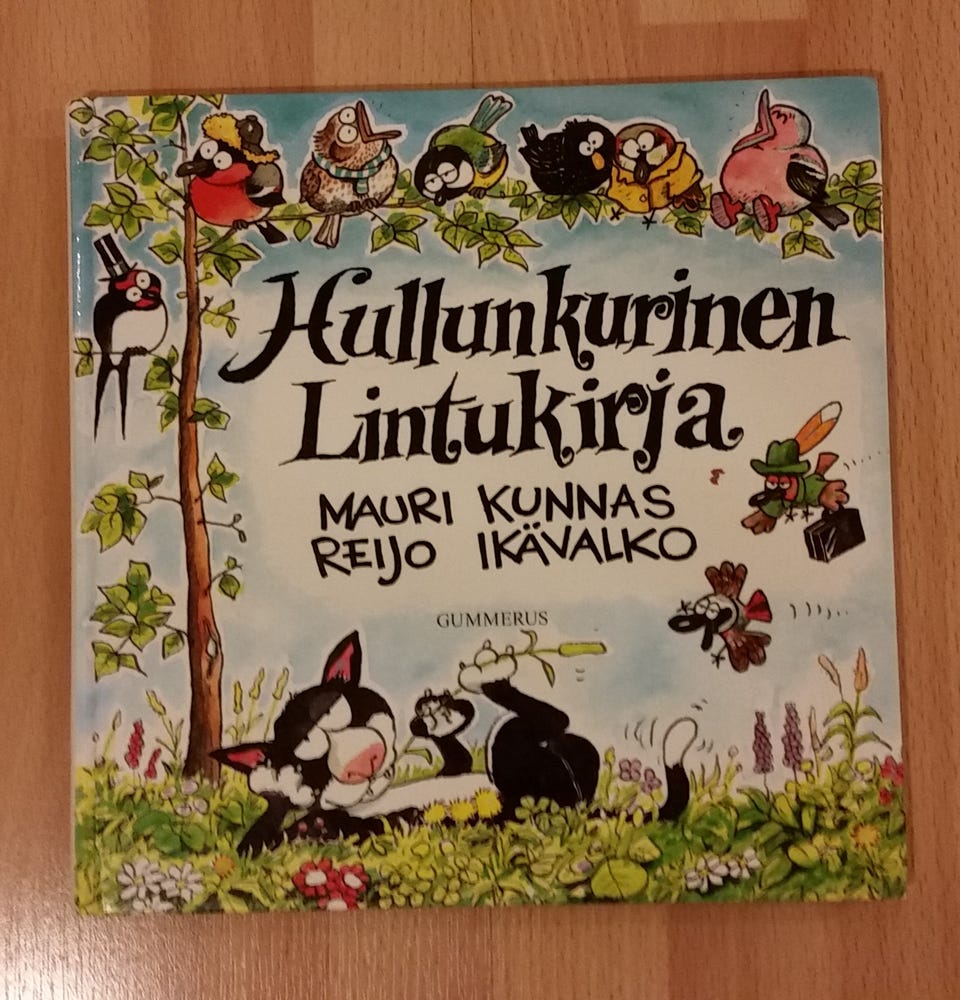 Hullunkurinen
Lintukirja
MAURI KUNNAS
REIJO IKÄVALKO
GUMMERUS